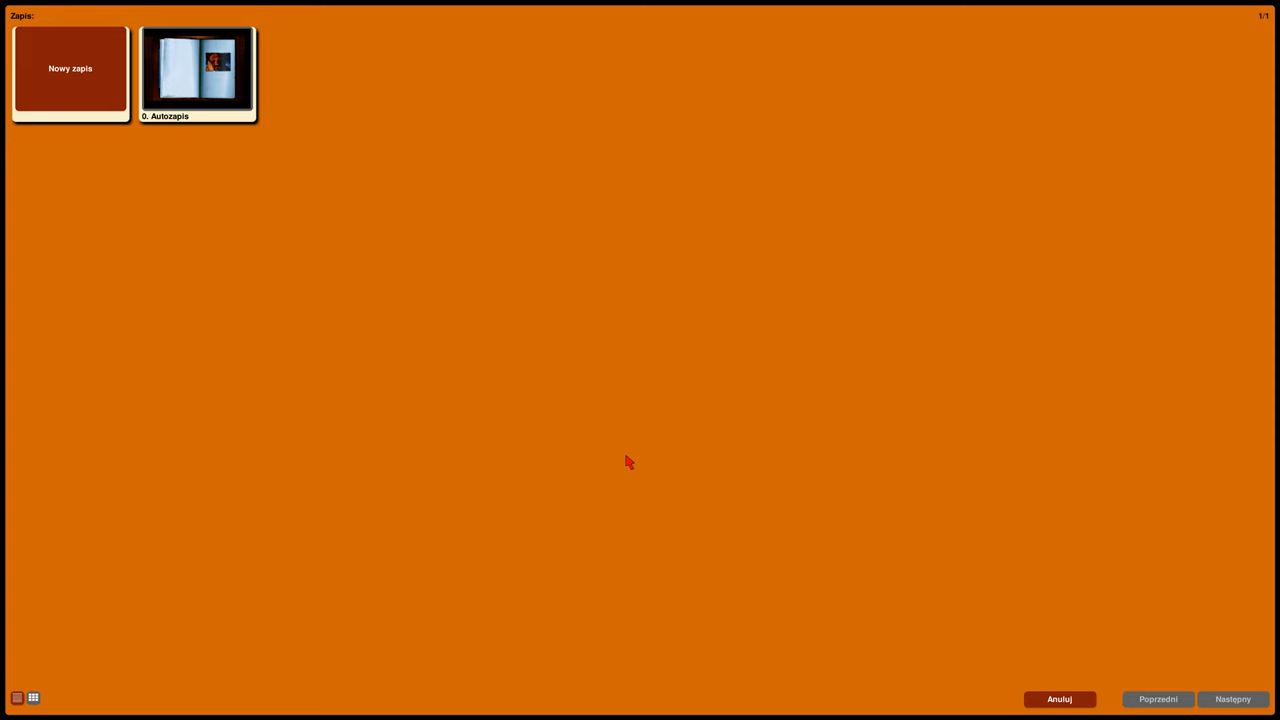 Zapis:
1/1
Nowy zapis
0. Autozapis
Anuluj
Poprzedni
Następny